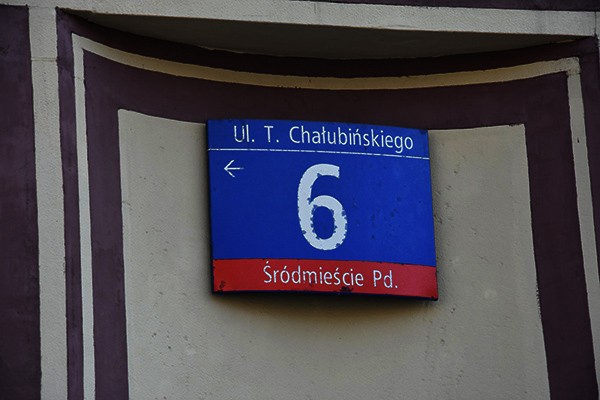 Ul. T. Chałubińskiego
←
6
Śródmieście Pd.